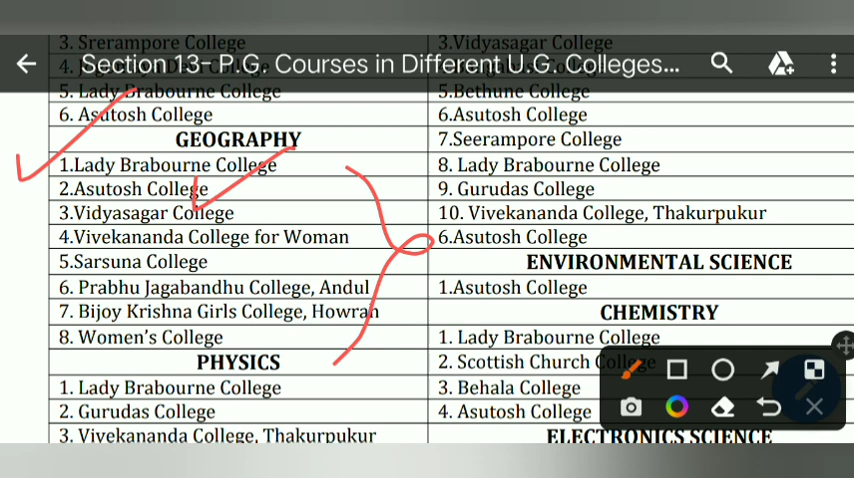 Section 13– P.G. Courses in Different U.G. Colleges...
3. Srerampore College
5. Lady Brabourne College
6. Asutosh College
GEOGRAPHY
1.Lady Brabourne College
2.Asutosh College
3.Vidyasagar College
4.Vivekananda College for Woman
5.Sarsuna College
6. Prabhu Jagabandhu College, Andul
7. Bijoy Krishna Girls College, Howrah
8. Women's College
PHYSICS
1. Lady Brabourne College
2. Gurudas College
3. Vivekananda College, Thakurpukur
3.Vidyasagar College
5.Bethune College
6.Asutosh College
7.Seerampore College
8. Lady Brabourne College
9. Gurudas College
10. Vivekananda College, Thakurpukur
6.Asutosh College
ENVIRONMENTAL SCIENCE
1.Asutosh College
CHEMISTRY
1. Lady Brabourne College
2. Scottish Church College
3. Behala College
4. Asutosh College
ELECTRONICS SCIENCE